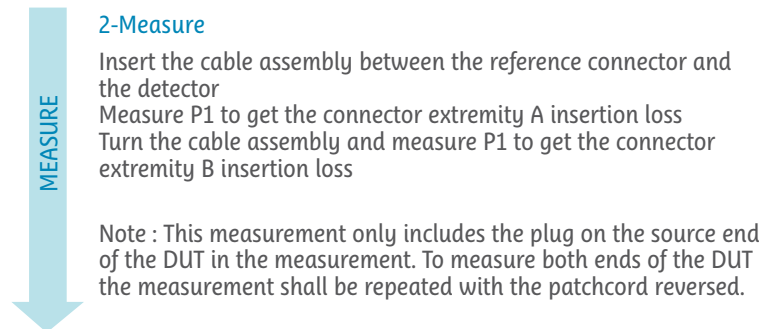 MEASURE
2-Measure
Insert the cable assembly between the reference connector and
the detector
Measure P1 to get the connector extremity A insertion loss
Turn the cable assembly and measure P1 to get the connector
extremity B insertion loss
Note : This measurement only includes the plug on the source end
of the DUT in the measurement. To measure both ends of the DUT
the measurement shall be repeated with the patchcord reversed.